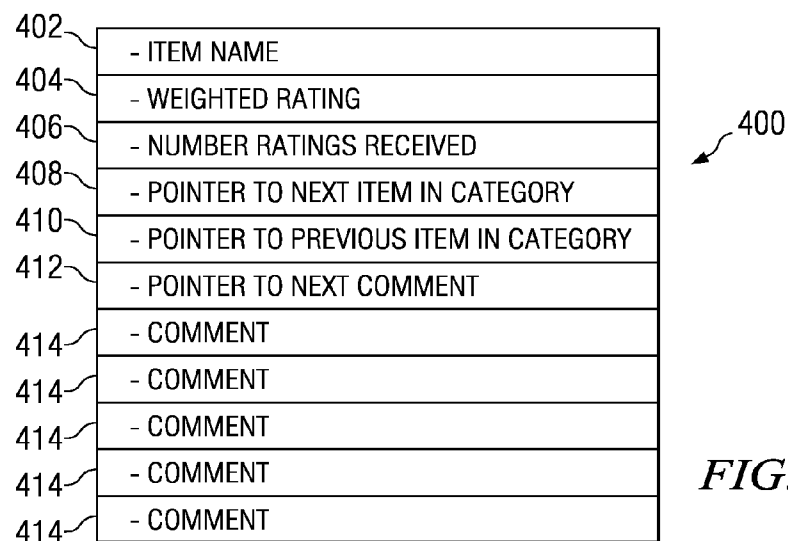 402
- ITEM NAME
404
- WEIGHTED RATING
406
- NUMBER RATINGS RECEIVED
400
408
- POINTER TO NEXT ITEM IN CATEGORY
410
- POINTER TO PREVIOUS ITEM IN CATEGORY
412
- POINTER TO NEXT COMMENT
414
- COMMENT
414
- COMMENT
414
- COMMENT
414
- COMMENT
414
- COMMENT
FIG.